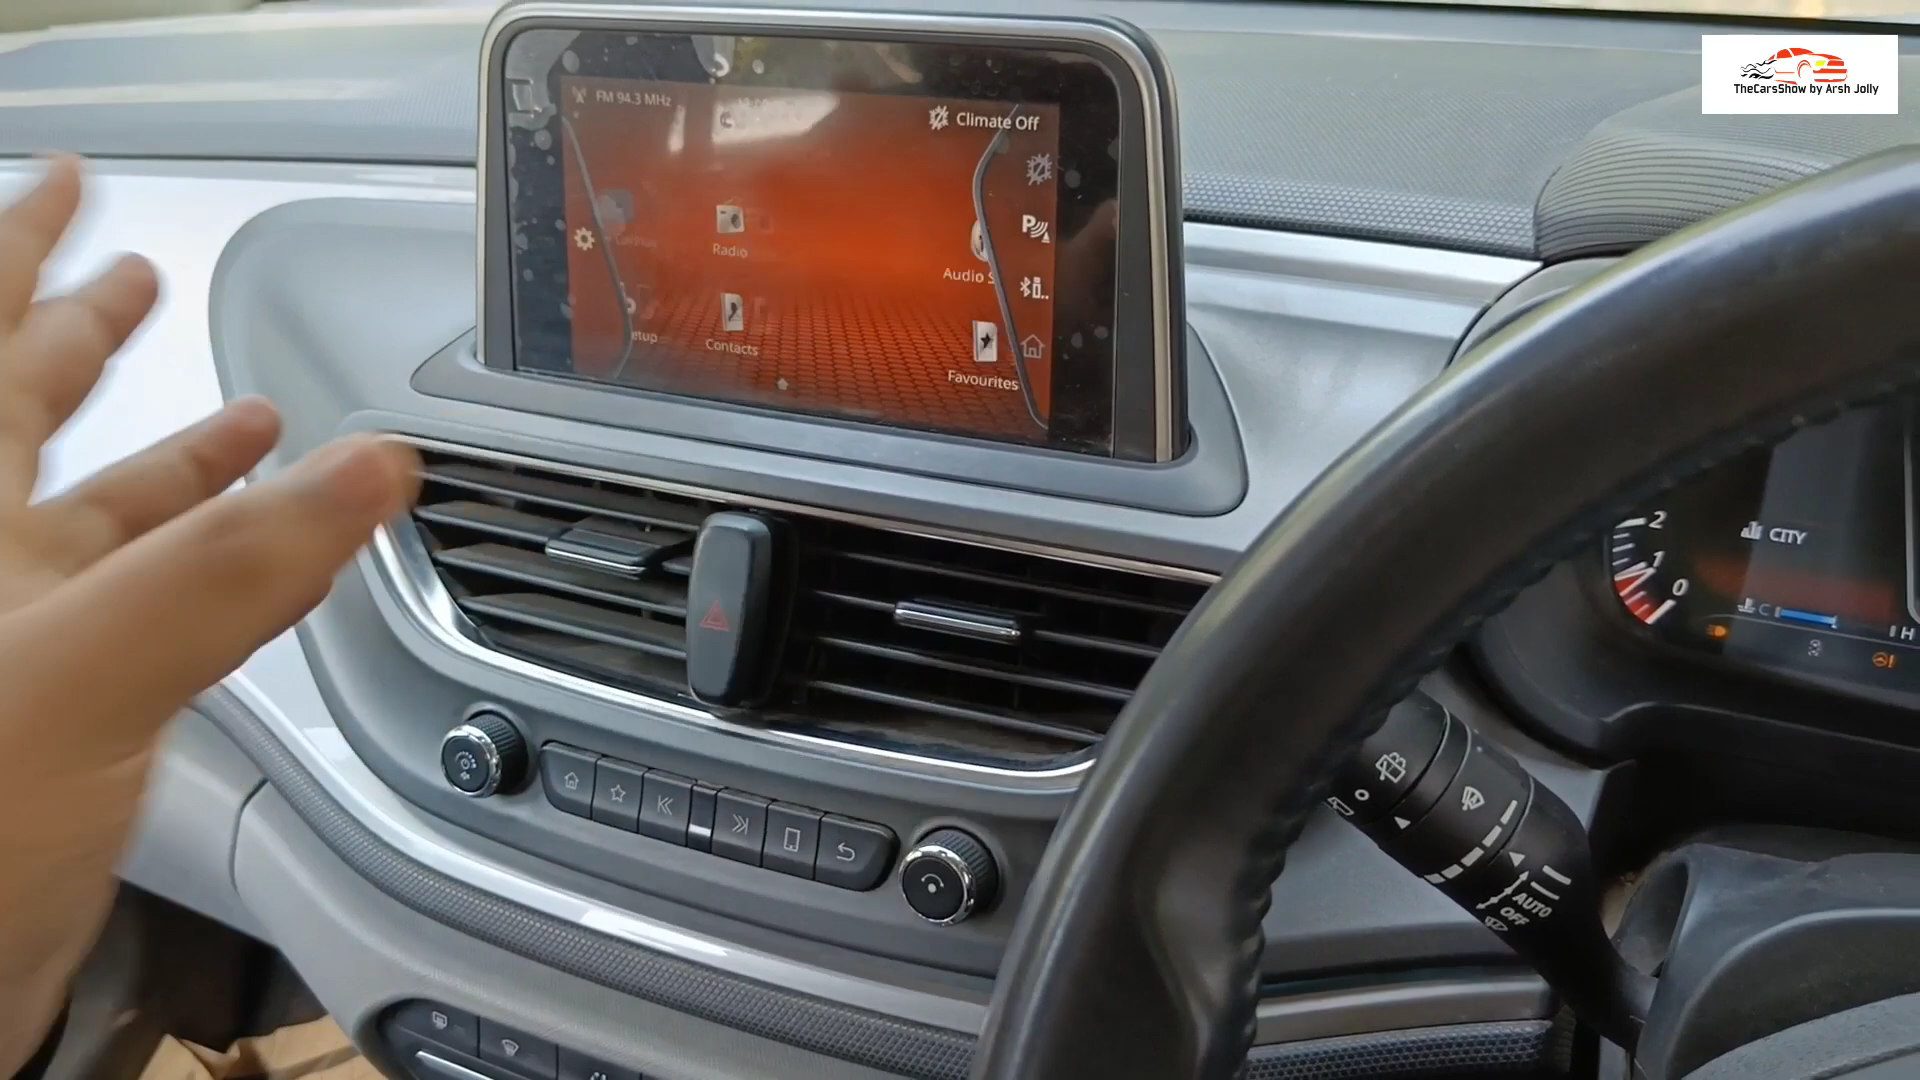 TheCarsShow by Arsh Jolly
FM 94.3 MHz
Climate Off
Radio
Audio S
etup
Contacts
Favourites
2
1
0
CITY
C
H
AUTO
OFF